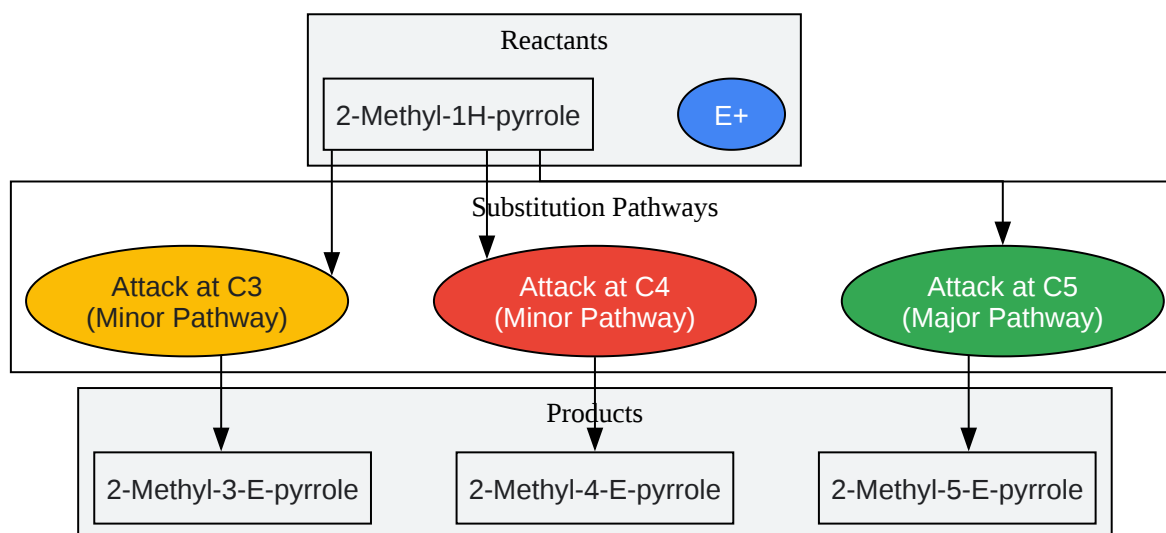 Reactants
2-Methyl-1H-pyrrole
E+
Substitution Pathways
Attack at C3
(Minor Pathway)
Attack at C4
(Minor Pathway)
Attack at C5
(Major Pathway)
Products
2-Methyl-3-E-pyrrole
2-Methyl-4-E-pyrrole
2-Methyl-5-E-pyrrole